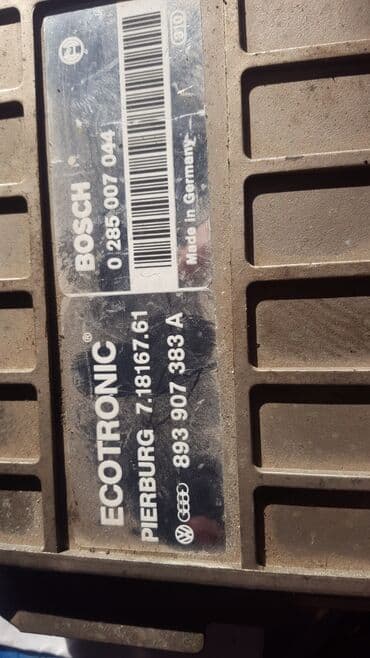 BOSCH
0 285 007 044
Made in Germany
ECOTRONIC®
PIERBURG 7.18167.61
893 907 383 A